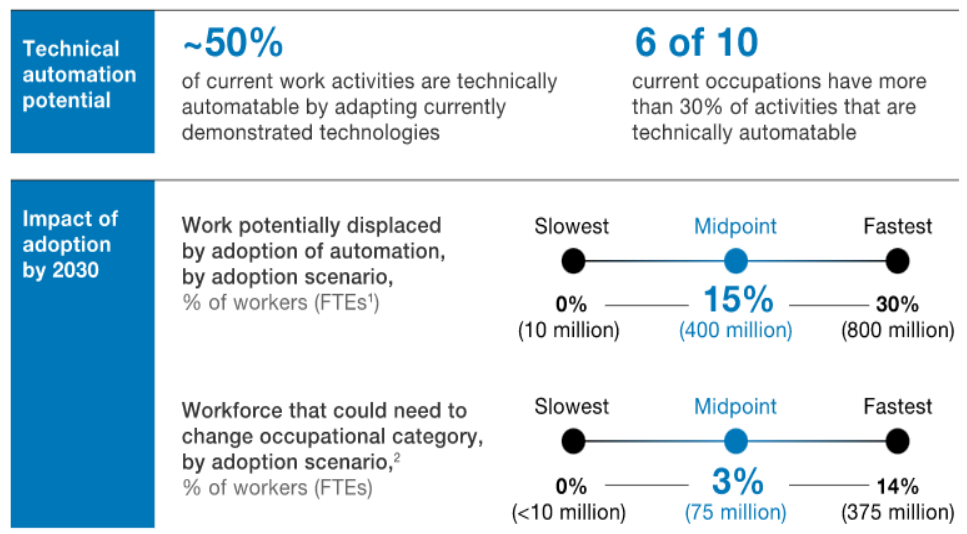 Technical
automation
potential
~50%
of current work activities are technically
automatable by adapting currently
demonstrated technologies
6 of 10
current occupations have more
than 30% of activities that are
technically automatable
Impact of
adoption
by 2030
Work potentially displaced
by adoption of automation,
by adoption scenario,
% of workers (FTEs¹)
Slowest Midpoint Fastest
0% 15% 30%
(10 million) (400 million) (800 million)
Workforce that could need to
change occupational category,
by adoption scenario,²
% of workers (FTEs)
Slowest Midpoint Fastest
0% 3% 14%
(<10 million) (75 million) (375 million)